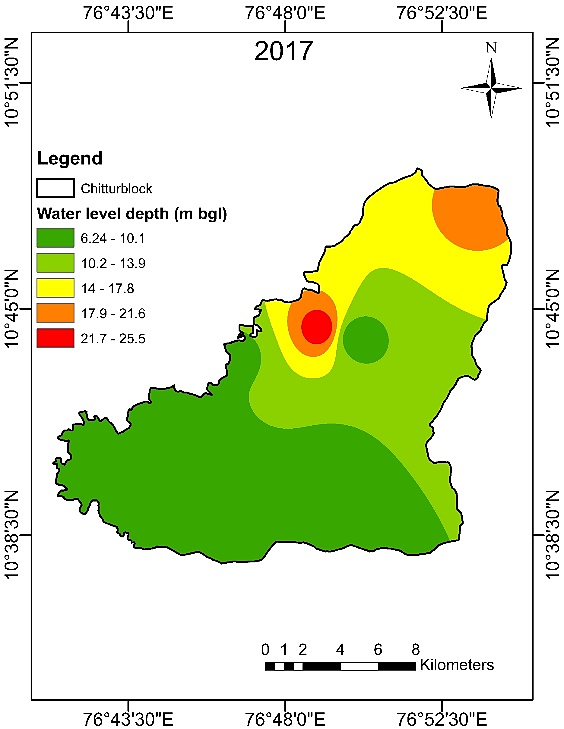 76°43'30"E 76°48'0"E 76°52'30"E
2017
N
10°51'30"N 10°51'30"N
Legend
Chitturblock
Water level depth (m bgl)
6.24 - 10.1
10.2 - 13.9
14 - 17.8
17.9 - 21.6
21.7 - 25.5
10°45'0"N 10°45'0"N
10°38'30"N 10°38'30"N
0 1 2 4 6 8
Kilometers
76°43'30"E 76°48'0"E 76°52'30"E